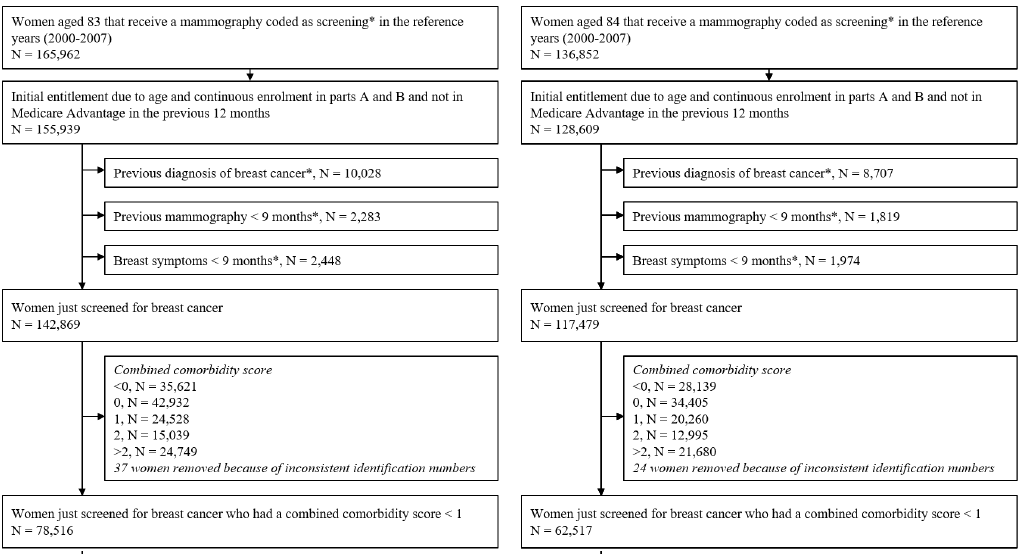 Women aged 83 that receive a mammography coded as screening* in the reference
years (2000-2007)
N = 165,962
Initial entitlement due to age and continuous enrolment in parts A and B and not in
Medicare Advantage in the previous 12 months
N = 155,939
Previous diagnosis of breast cancer*, N = 10,028
Previous mammography < 9 months*, N = 2,283
Breast symptoms < 9 months*, N = 2,448
Women just screened for breast cancer
N = 142,869
Combined comorbidity score
<0, N = 35,621
0, N = 42,932
1, N = 24,528
2, N = 15,039
>2, N = 24,749
37 women removed because of inconsistent identification numbers
Women just screened for breast cancer who had a combined comorbidity score < 1
N = 78,516
Women aged 84 that receive a mammography coded as screening* in the reference
years (2000-2007)
N = 136,852
Initial entitlement due to age and continuous enrolment in parts A and B and not in
Medicare Advantage in the previous 12 months
N = 128,609
Previous diagnosis of breast cancer*, N = 8,707
Previous mammography < 9 months*, N = 1,819
Breast symptoms < 9 months*, N = 1,974
Women just screened for breast cancer
N = 117,479
Combined comorbidity score
<0, N = 28,139
0, N = 34,405
1, N = 20,260
2, N = 12,995
>2, N = 21,680
24 women removed because of inconsistent identification numbers
Women just screened for breast cancer who had a combined comorbidity score < 1
N = 62,517